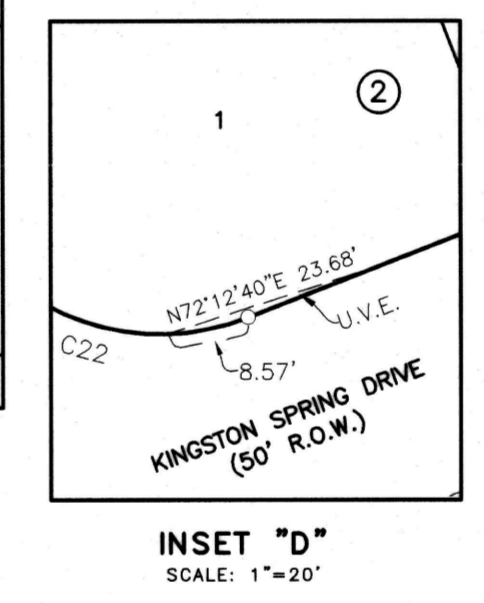 2
1
N72°12'40"E 23.68'
U.V.E.
C22
8.57'
KINGSTON SPRING DRIVE
(50' R.O.W.)
INSET "D"
SCALE: 1"=20'